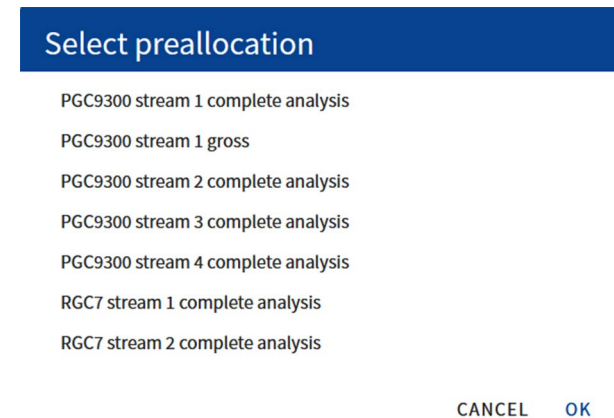 Select preallocation
PGC9300 stream 1 complete analysis
PGC9300 stream 1 gross
PGC9300 stream 2 complete analysis
PGC9300 stream 3 complete analysis
PGC9300 stream 4 complete analysis
RGC7 stream 1 complete analysis
RGC7 stream 2 complete analysis
CANCEL OK